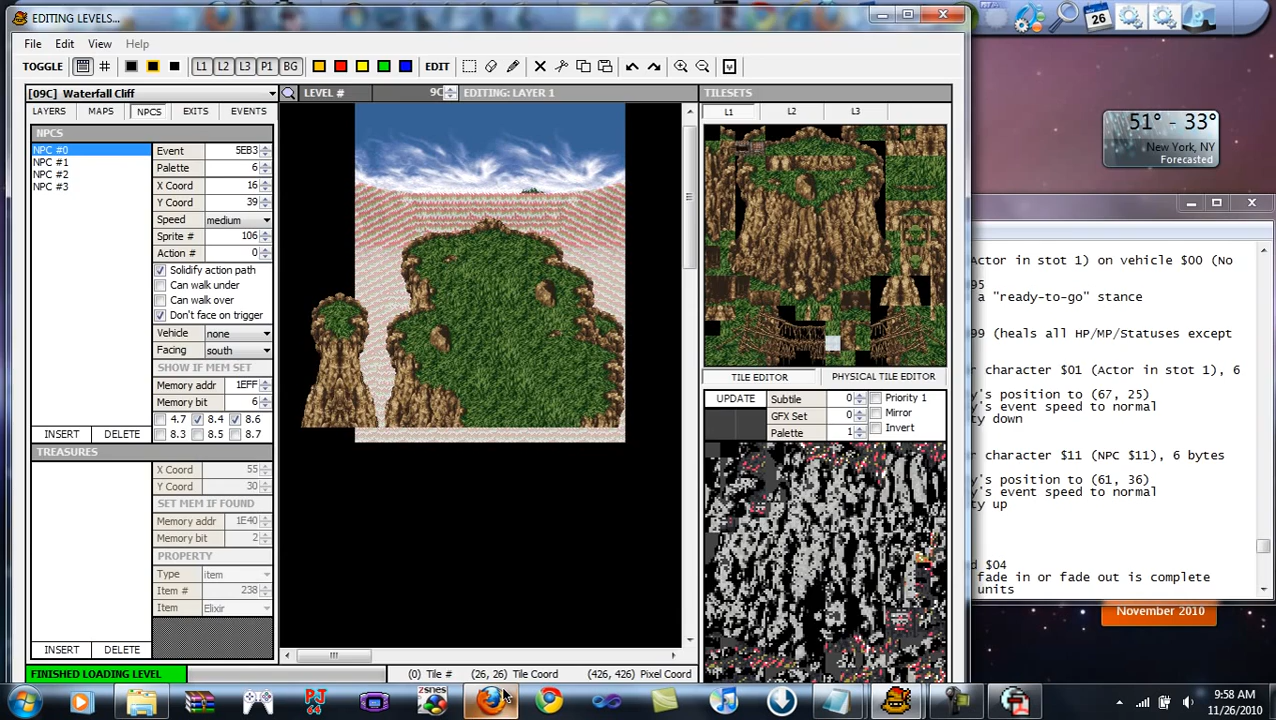 EDITING LEVELS...
26
File Edit View Help
TOGGLE L1 L2 L3 P1 BG EDIT
[09C] Waterfall Cliff
LEVEL # 9C EDITING: LAYER 1
TILESETS
LAYERS MAPS NPCS EXITS EVENTS
L1 L2 L3
NPCS
NPC #0
NPC #1
NPC #2
NPC #3
Event 5EB3
Palette 6
X Coord 16
Y Coord 39
Speed medium
Sprite # 106
Action # 0
Solidify action path
Can walk under
Can walk over
Don't face on trigger
Vehicle none
Facing south
SHOW IF MEM SET
Memory addr 1EFF
Memory bit 6
4.7 8.4 8.6
8.3 8.5 8.7
INSERT DELETE
TREASURES
X Coord 55
Y Coord 30
SET MEM IF FOUND
Memory addr 1E40
Memory bit 2
PROPERTY
Type item
Item # 238
Item Elixir
INSERT DELETE
FINISHED LOADING LEVEL
(0) Tile # (26, 26) Tile Coord (426, 426) Pixel Coord
TILE EDITOR PHYSICAL TILE EDITOR
UPDATE
Subtile 0
GFX Set 0
Palette 1
Priority 1
Mirror
Invert
51° - 33°
New York, NY
Forecasted
Actor in stot 1) on vehicle $00 (No
95
a "ready-to-go" stance
99 (heals all HP/MP/Statuses except
r character $01 (Actor in stot 1), 6
y's position to (67, 25)
y's event speed to normal
ty down
r character $11 (NPC $11), 6 bytes
y's position to (61, 36)
y's event speed to normal
ty up
d $04
fade in or fade out is complete
units
November 2010
9:58 AM
11/26/2010